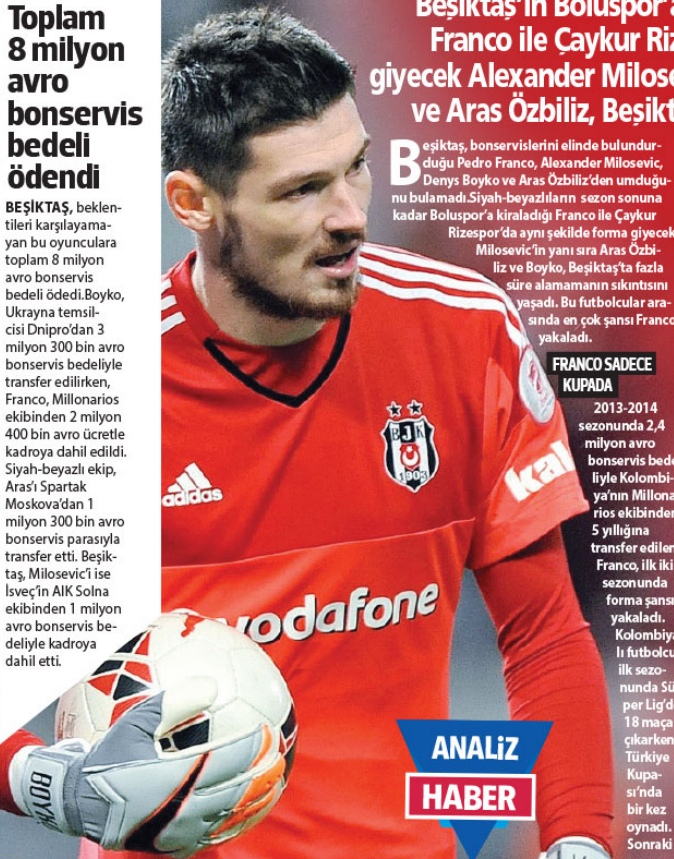 Toplam
8 milyon
avro
bonservis
bedeli
ödendi
BEŞİKTAŞ, beklen-
tileri karşılayama-
yan bu oyunculara
toplam 8 milyon
avro bonservis
bedeli ödedi.Boyko,
Ukrayna temsil-
cisi Dnipro'dan 3
milyon 300 bin avro
bonservis bedeliyle
transfer edilirken,
Franco, Millonarios
ekibinden 2 milyon
400 bin avro ücretle
kadroya dahil edildi.
Siyah-beyazlı ekip,
Aras'ı Spartak
Moskova'dan 1
milyon 300 bin avro
bonservis parasıyla
transfer etti. Beşik-
taş, Milosevic'i ise
İsveç'in AIK Solna
ekibinden 1 milyon
avro bonservis be-
deliyle kadroya
dahil etti.
Beşiktaş'ın Boluspor'a
Franco ile Çaykur Riz
giyecek Alexander Milose
ve Aras Özbiliz, Beşikt
Beşiktaş, bonservislerini elinde bulundur-
duğu Pedro Franco, Alexander Milosevic,
Denys Boyko ve Aras Özbiliz'den umduğu-
nu bulamadı.Siyah-beyazlıların sezon sonuna
kadar Boluspor'a kiraladığı Franco ile Çaykur
Rizespor'da aynı şekilde forma giyecek
Milosevic'in yanı sıra Aras Özbi-
liz ve Boyko, Beşiktaş'ta fazla
süre alamamanın sıkıntısını
yaşadı. Bu futbolcular ara-
sında en çok şansı Franco
yakaladı.
FRANCO SADECE
KUPADA
2013-2014
sezonunda 2,4
milyon avro
bonservis bede
liyle Kolombi-
ya'nın Millona
rios ekibinden
5 yıllığına
transfer edilen
Franco, ilk iki
sezonunda
forma şansı
yakaladı.
Kolombiya
lı futbolcu
ilk sezo-
nunda Sü
per Lig'de
18 maça
çıkarken
Türkiye
Kupa-
sı'nda
bir kez
oynadı.
Sonraki
BJK
1903
adidas
kal
vodafone
BOYK
ANALİZ
HABER